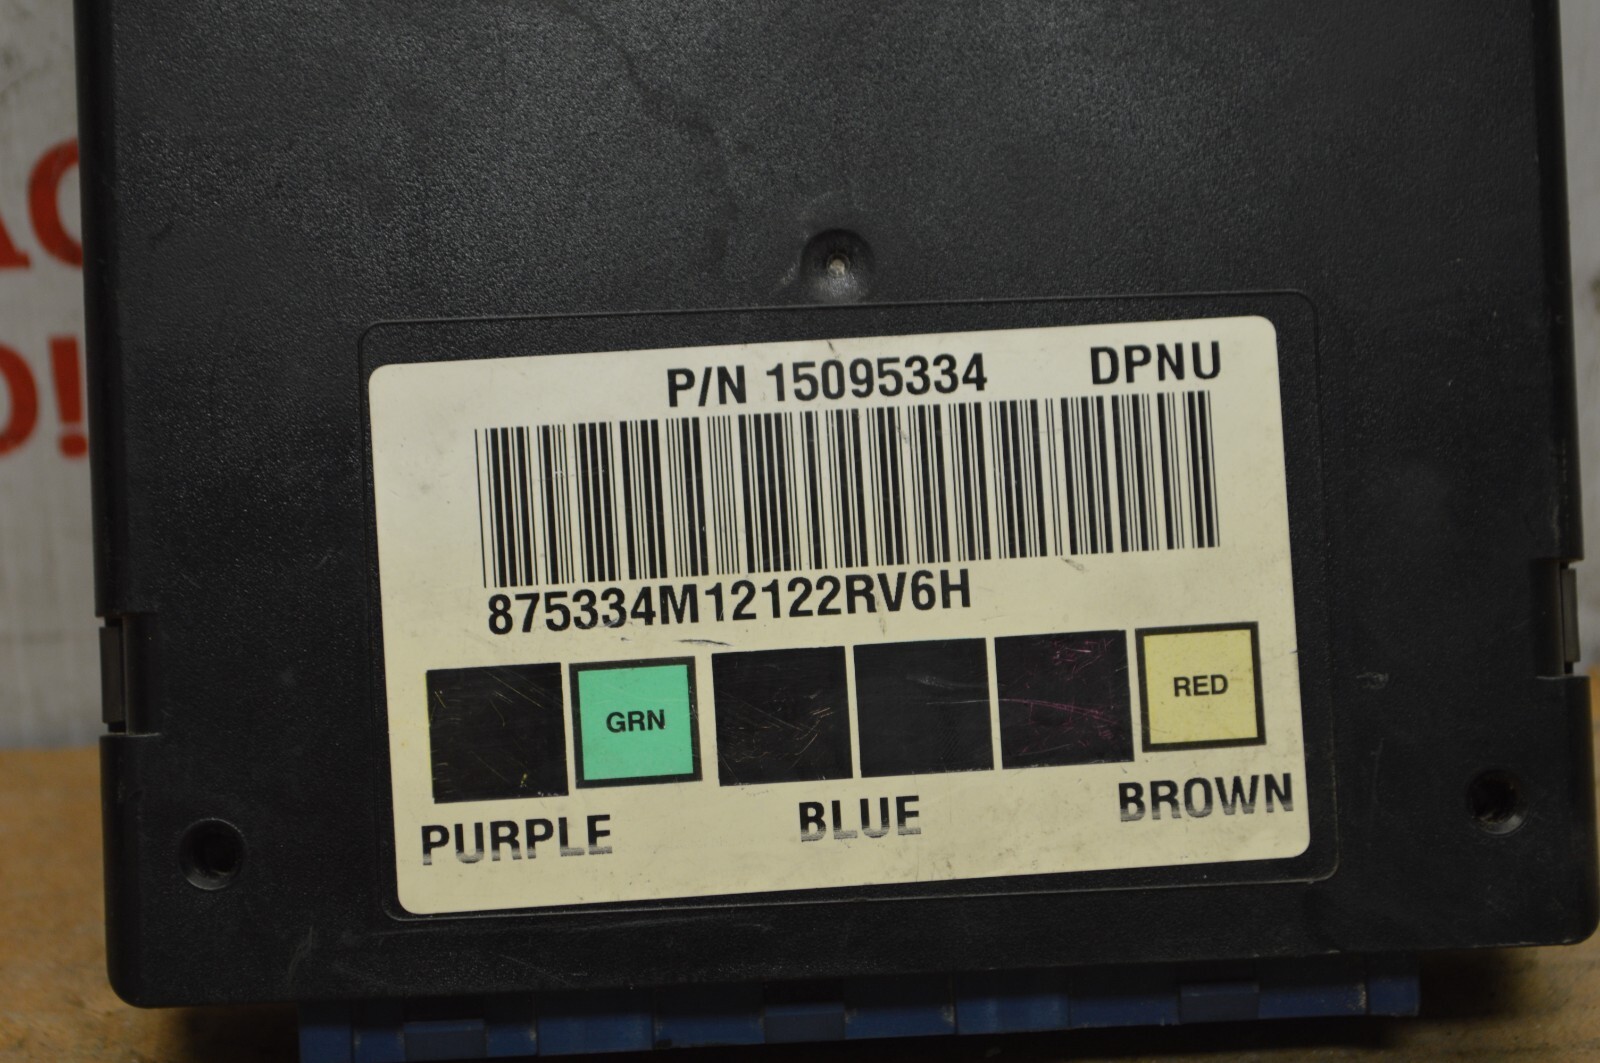 P/N 15095334 DPNU
875334M12122RV6H
GRN RED
PURPLE BLUE BROWN